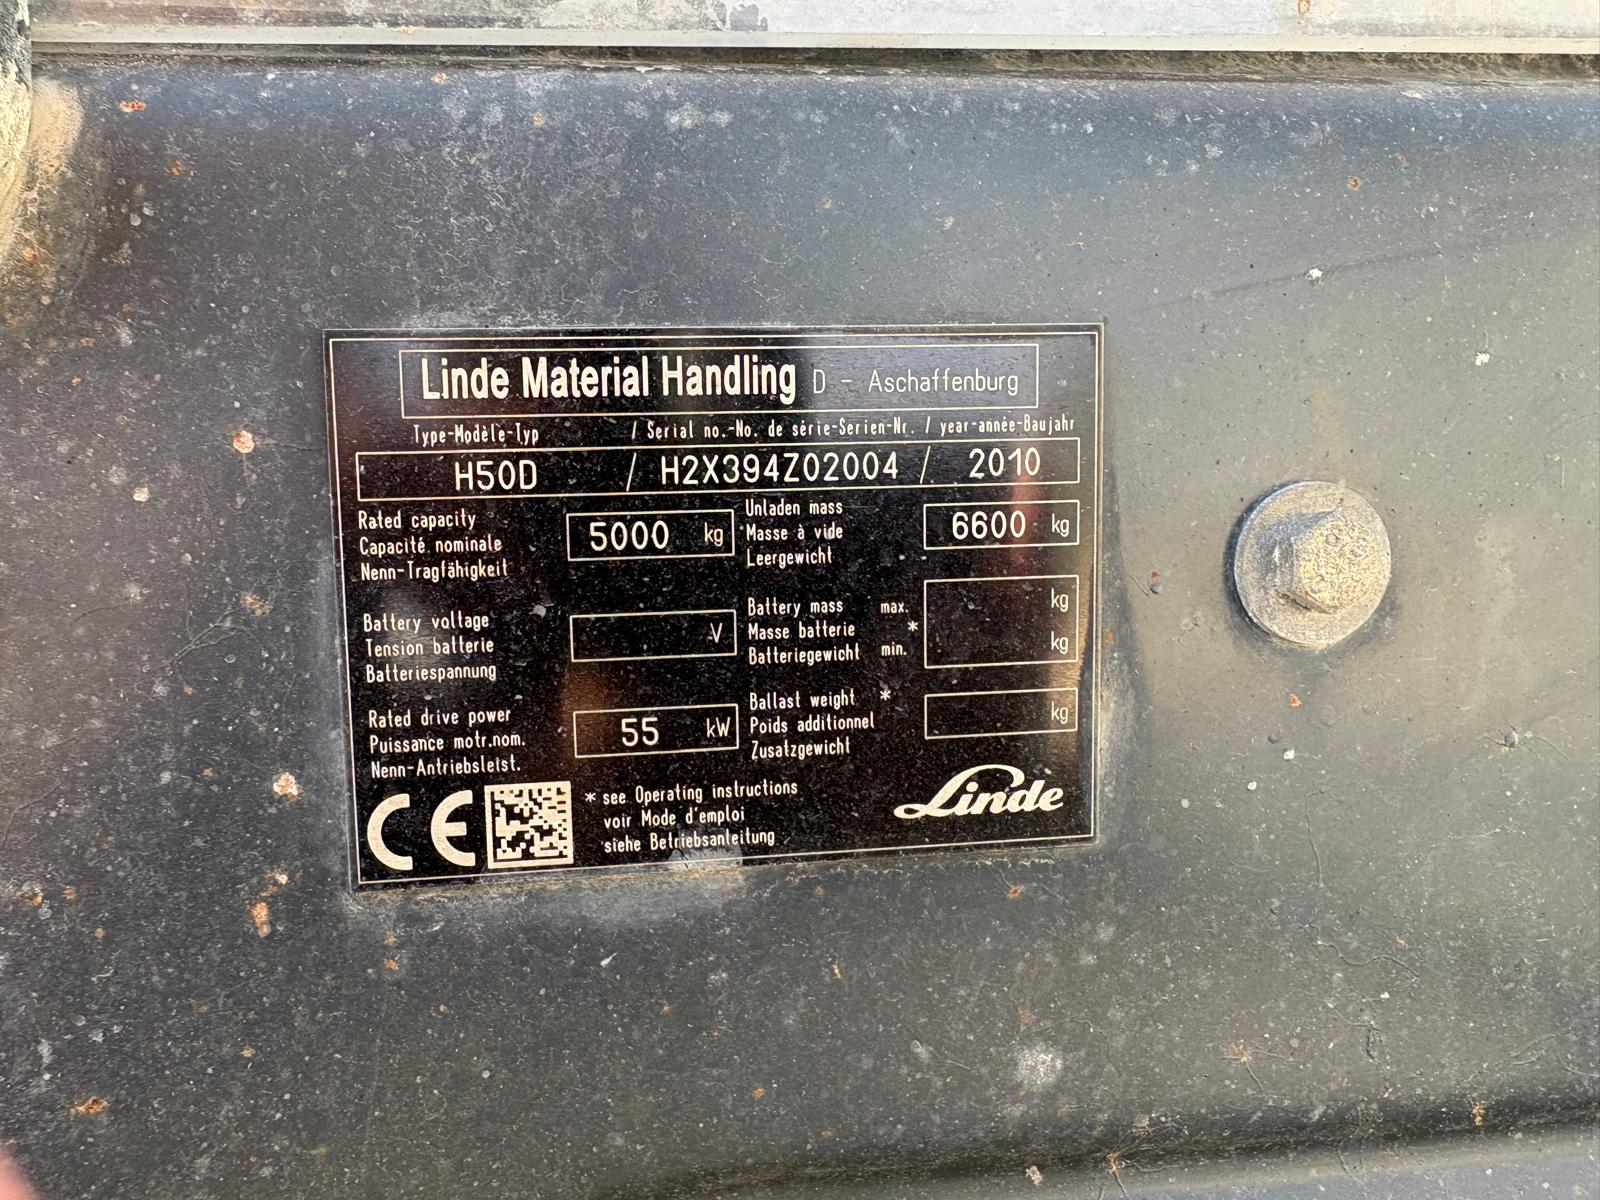 Linde Material Handling D - Aschaffenburg
Type-Modèle-Typ / Serial no.-No. de série-Serien-Nr. / year-année-Baujahr
H50D / H2X394Z02004 / 2010
Rated capacity
Capacité nominale
Nenn-Tragfähigkeit
5000 kg
Unladen mass
Masse à vide
Leergewicht
6600 kg
Battery voltage
Tension batterie
Batteriespannung
V
Battery mass max.
Masse batterie *
Batteriegewicht min.
kg
kg
Rated drive power
Puissance motr.nom.
Nenn-Antriebsleist.
55 kW
Ballast weight *
Poids additionnel
Zusatzgewicht
kg
CE
* see Operating instructions
voir Mode d'emploi
siehe Betriebsanleitung
Linde